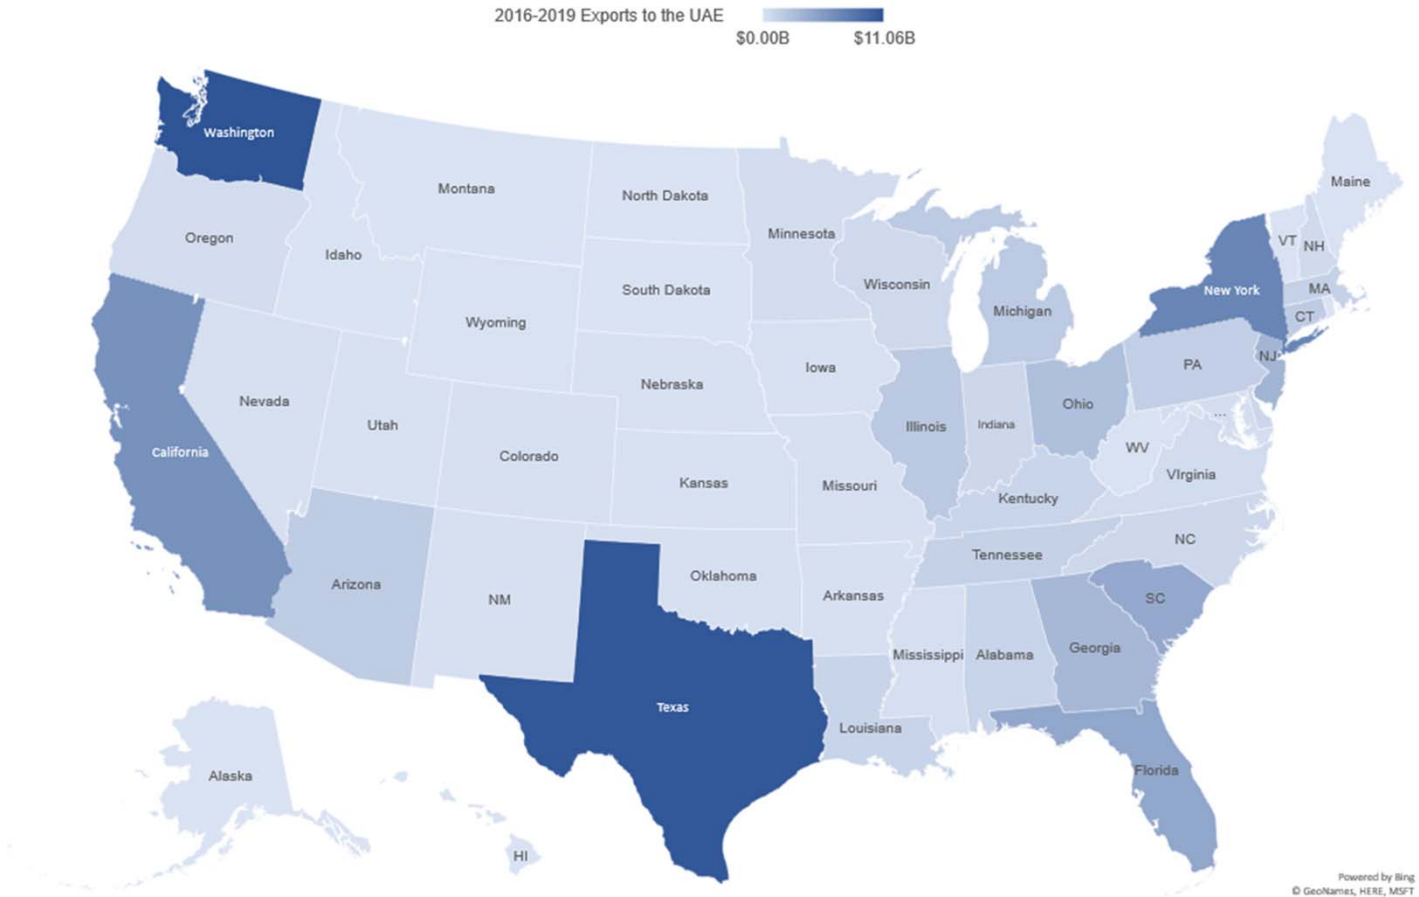 2016-2019 Exports to the UAE
$0.00B $11.06B
Washington
Montana
North Dakota
Maine
Oregon
Minnesota
VT
NH
Idaho
Wisconsin
South Dakota
New York
MA
Michigan
CT
Wyoming
NJ
PA
Iowa
Nebraska
Nevada
Ohio
...
Utah
Illinois
Indiana
California
Colorado
WV
Kansas
Missouri
VIrginia
Kentucky
NC
Tennessee
Arizona
Oklahoma
NM
Arkansas
SC
Georgia
Mississippi
Alabama
Texas
Louisiana
Alaska
Florida
HI
Powered by Bing
© GeoNames, HERE, MSFT